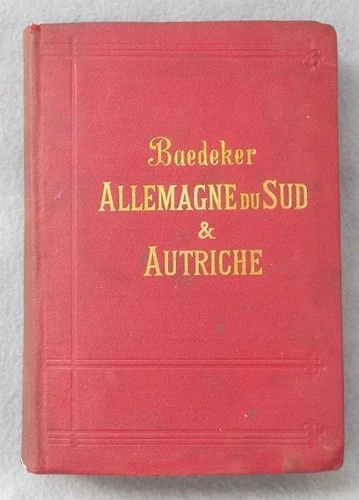 Baedeker
ALLEMAGNE DU SUD
&
AUTRICHE